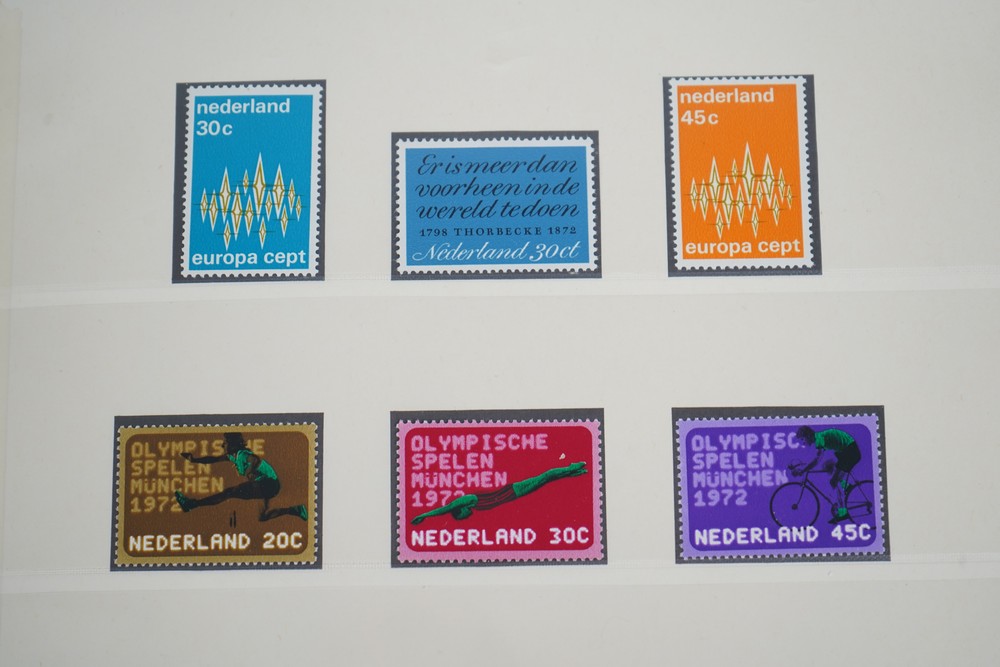 nederland
30c
europa cept
Er is meer dan
voorheen in de
wereld te doen
1798 THORBECKE 1872
Nederland 30ct
nederland
45c
europa cept
OLYMPISCHE
SPELEN
MÜNCHEN
1972
NEDERLAND 20C
OLYMPISCHE
SPELEN
MÜNCHEN
1972
NEDERLAND 30C
OLYMPISC
SPELEN
MÜNCHEN
1972
NEDERLAND 45C